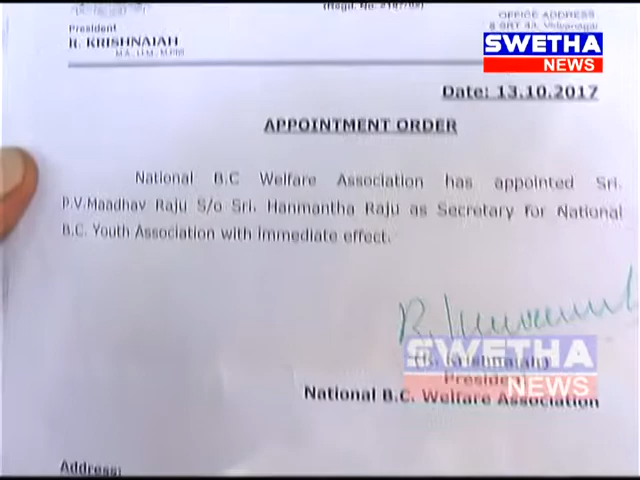 President
R. KRISHNAIAH
OFFICE ADDRESS
SWETHA
NEWS
Date: 13.10.2017
APPOINTMENT ORDER
National B.C Welfare Association has appointed Sri.
P.V.Maadhav Raju S/o Sri. Hanmantha Raju as Secretary for National
B.C. Youth Association with immediate effect.
SWETHA
(R. Krishnaiah)
President
NEWS
National B.C. Welfare Association
Address: